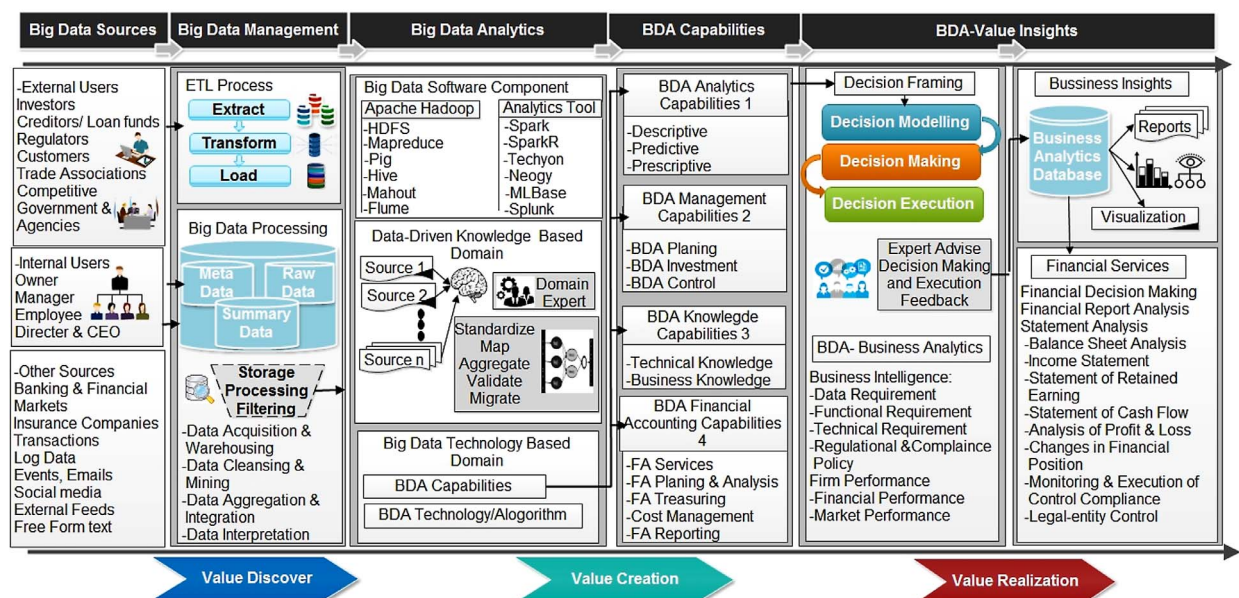 Big Data Sources
Big Data Management
Big Data Analytics
BDA Capabilities
BDA-Value Insights
-External Users
Investors
Creditors/ Loan funds
Regulators
Customers
Trade Associations
Competitive
Government &
Agencies
-Internal Users
Owner
Manager
Employee
Directer & CEO
-Other Sources
Banking & Financial
Markets
Insurance Companies
Transactions
Log Data
Events, Emails
Social media
External Feeds
Free Form text
ETL Process
Extract
Transform
Load
Big Data Processing
Meta
Data
Raw
Data
Summary
Data
Storage
Processing
Filtering
-Data Acquisition &
Warehousing
-Data Cleansing &
Mining
-Data Aggregation &
Integration
-Data Interpretation
Big Data Software Component
Apache Hadoop
-HDFS
-Mapreduce
-Pig
-Hive
-Mahout
-Flume
Analytics Tool
-Spark
-SparkR
-Techyon
-Neogy
-MLBase
-Splunk
Data-Driven Knowledge Based
Domain
Source 1
Source 2
Source n
Domain
Expert
Standardize
Map
Aggregate
Validate
Migrate
Big Data Technology Based
Domain
BDA Capabilities
BDA Technology/Alogorithm
BDA Analytics
Capabilities 1
-Descriptive
-Predictive
-Prescriptive
BDA Management
Capabilities 2
-BDA Planing
-BDA Investment
-BDA Control
BDA Knowlegde
Capabilities 3
-Technical Knowledge
-Business Knowledge
BDA Financial
Accounting Capabilities
4
-FA Services
-FA Planing & Analysis
-FA Treasuring
-Cost Management
-FA Reporting
Decision Framing
Decision Modelling
Decision Making
Decision Execution
Expert Advise
Decision Making
and Execution
Feedback
BDA- Business Analytics
Business Intelligence:
-Data Requirement
-Functional Requirement
-Technical Requirement
-Regulational &Complaince
Policy
Firm Performance
-Financial Performance
-Market Performance
Bussiness Insights
Business
Analytics
Database
Reports
Visualization
Financial Services
Financial Decision Making
Financial Report Analysis
Statement Analysis
-Balance Sheet Analysis
-Income Statement
-Statement of Retained
Earning
-Statement of Cash Flow
-Analysis of Profit & Loss
-Changes in Financial
Position
-Monitoring & Execution of
Control Compliance
-Legal-entity Control
Value Discover
Value Creation
Value Realization